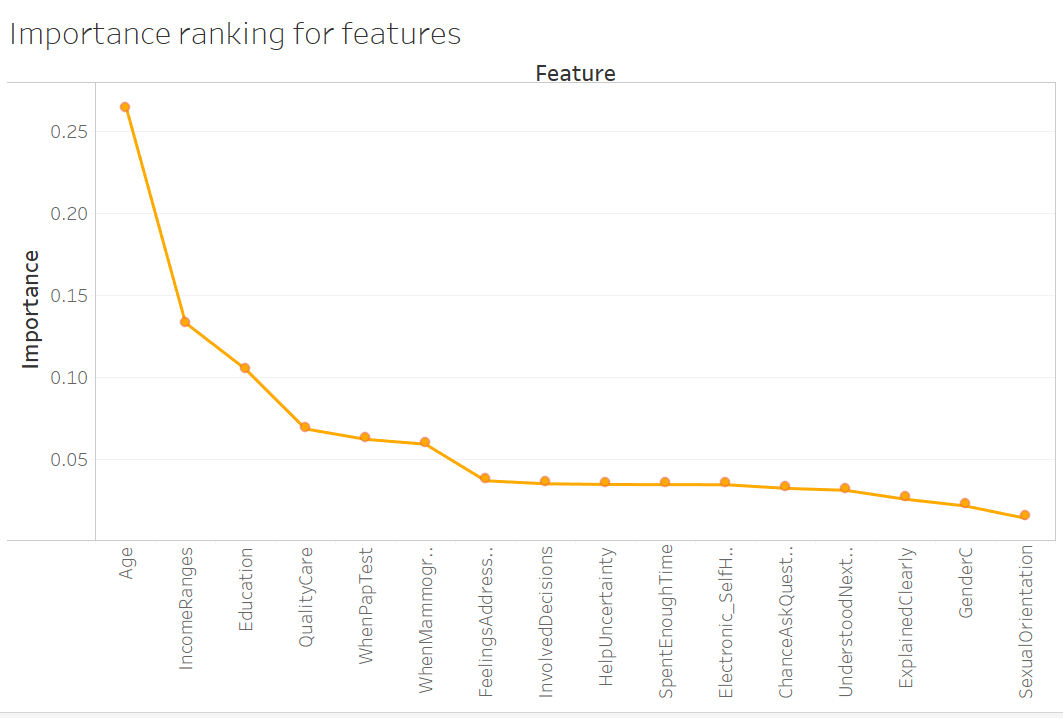 Importance ranking for features
Feature
Importance
0.25
0.20
0.15
0.10
0.05
Age
IncomeRanges
Education
QualityCare
WhenPapTest
WhenMammogr..
FeelingsAddress..
InvolvedDecisions
HelpUncertainty
SpentEnoughTime
Electronic_SelfH..
ChanceAskQuest..
UnderstoodNext..
ExplainedClearly
GenderC
SexualOrientation